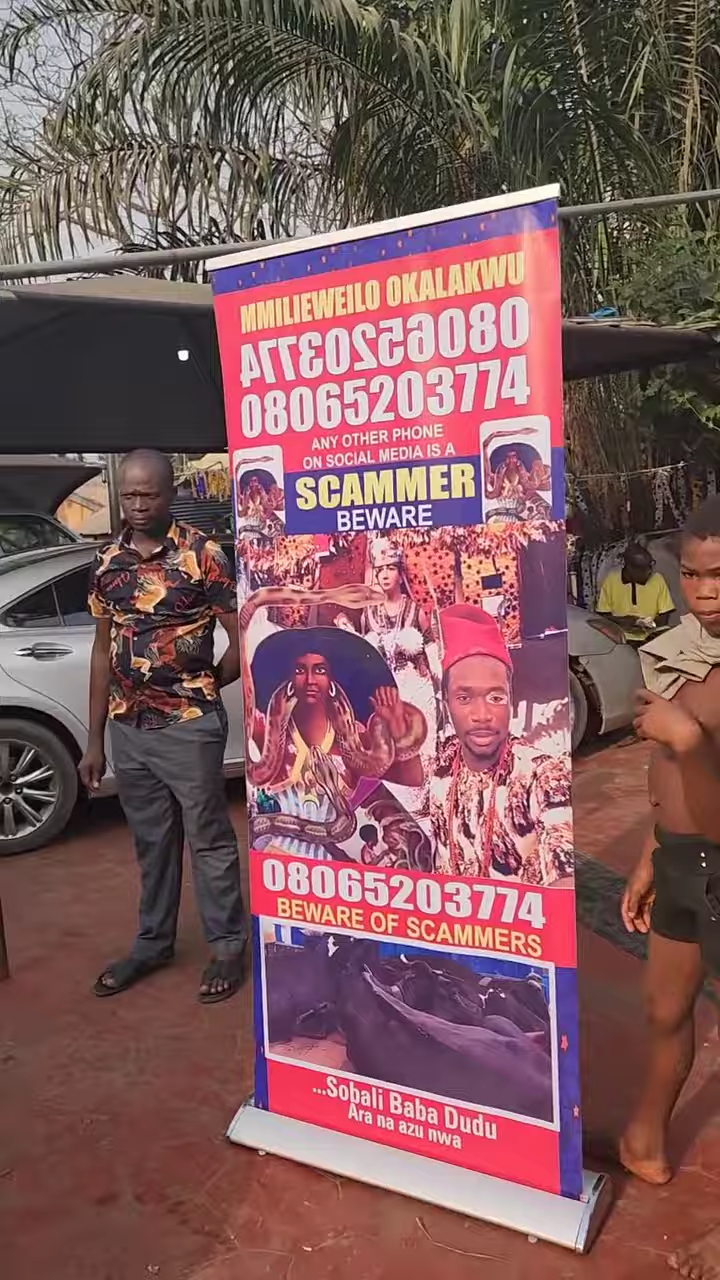 MMILIEWEILO OKALAKWU
08065203774
08065203774
ANY OTHER PHONE
ON SOCIAL MEDIA IS A
SCAMMER
BEWARE
08065203774
BEWARE OF SCAMMERS
...Sobali Baba Dudu
Ara na azu nwa